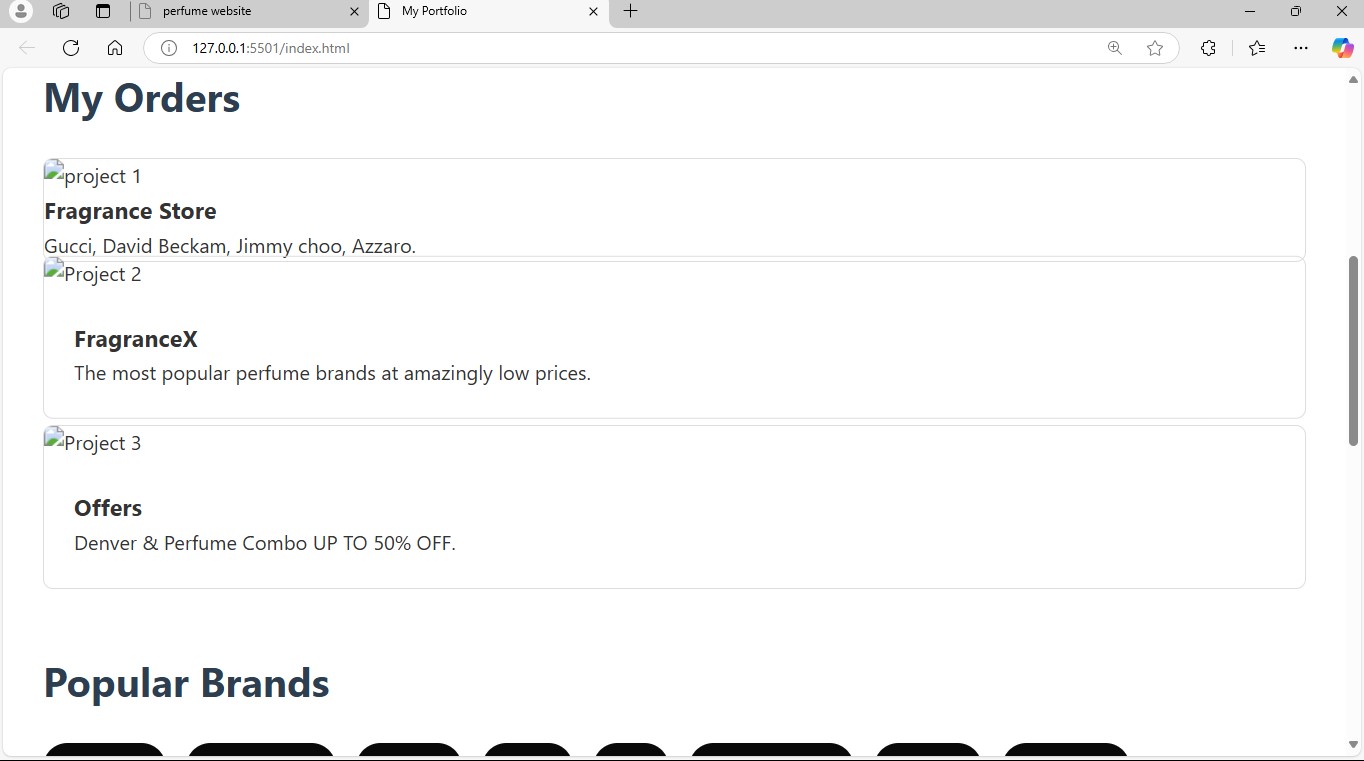 perfume website
My Portfolio
127.0.0.1:5501/index.html
My Orders
project 1
Fragrance Store
Gucci, David Beckam, Jimmy choo, Azzaro.
Project 2
FragranceX
The most popular perfume brands at amazingly low prices.
Project 3
Offers
Denver & Perfume Combo UP TO 50% OFF.
Popular Brands